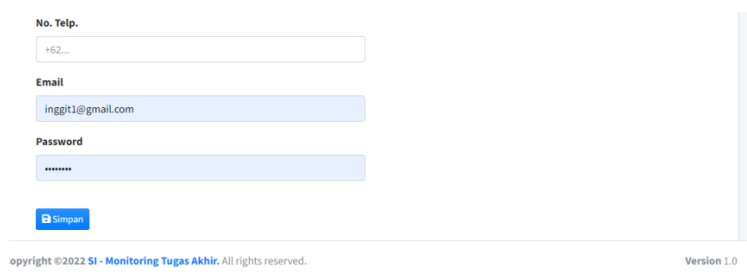 No. Telp.
+62...
Email
inggit1@gmail.com
Password
••••••••
Simpan
opyright ©2022 SI - Monitoring Tugas Akhir. All rights reserved. Version 1.0